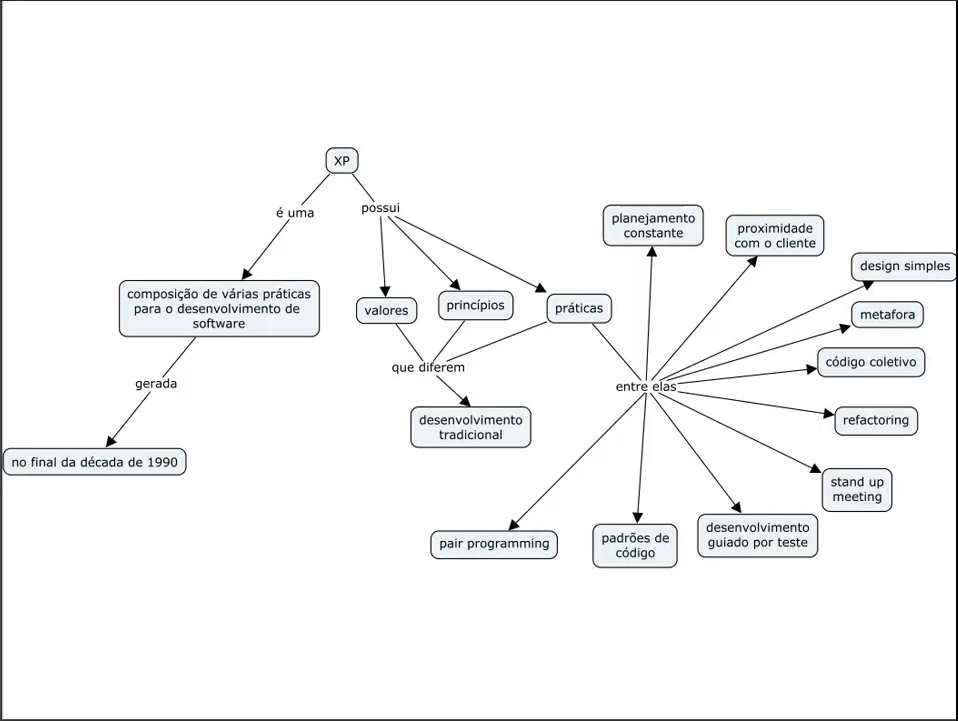 XP
é uma
possui
planejamento
constante
proximidade
com o cliente
design simples
composição de várias práticas
para o desenvolvimento de
software
valores
princípios
práticas
metafora
código coletivo
que diferem
gerada
entre elas
desenvolvimento
tradicional
refactoring
no final da década de 1990
stand up
meeting
pair programming
padrões de
código
desenvolvimento
guiado por teste